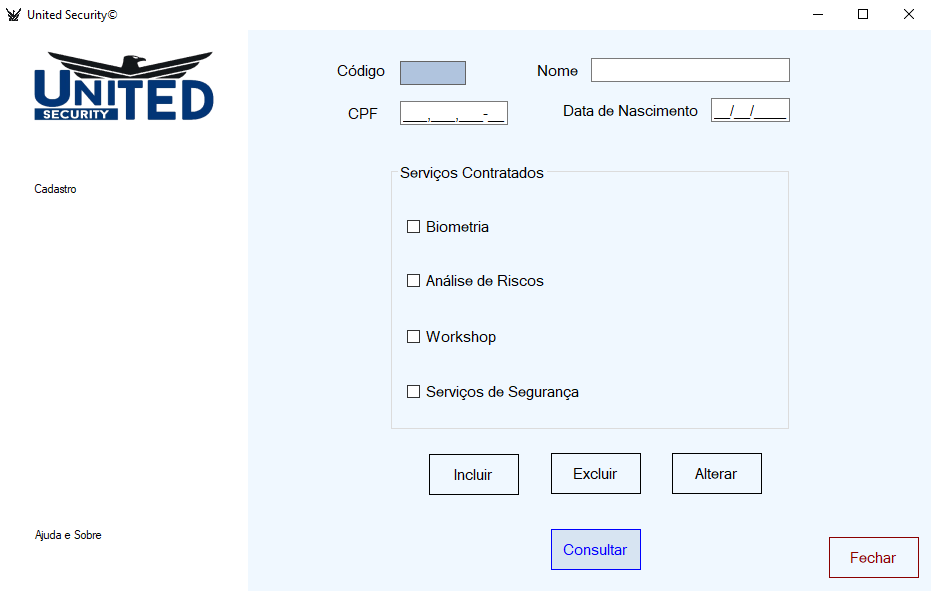 United Security©
UNITED
SECURITY
Cadastro
Ajuda e Sobre
Código
Nome
CPF ___,___,___-__
Data de Nascimento __/__/____
Serviços Contratados
Biometria
Análise de Riscos
Workshop
Serviços de Segurança
Incluir
Excluir
Alterar
Consultar
Fechar